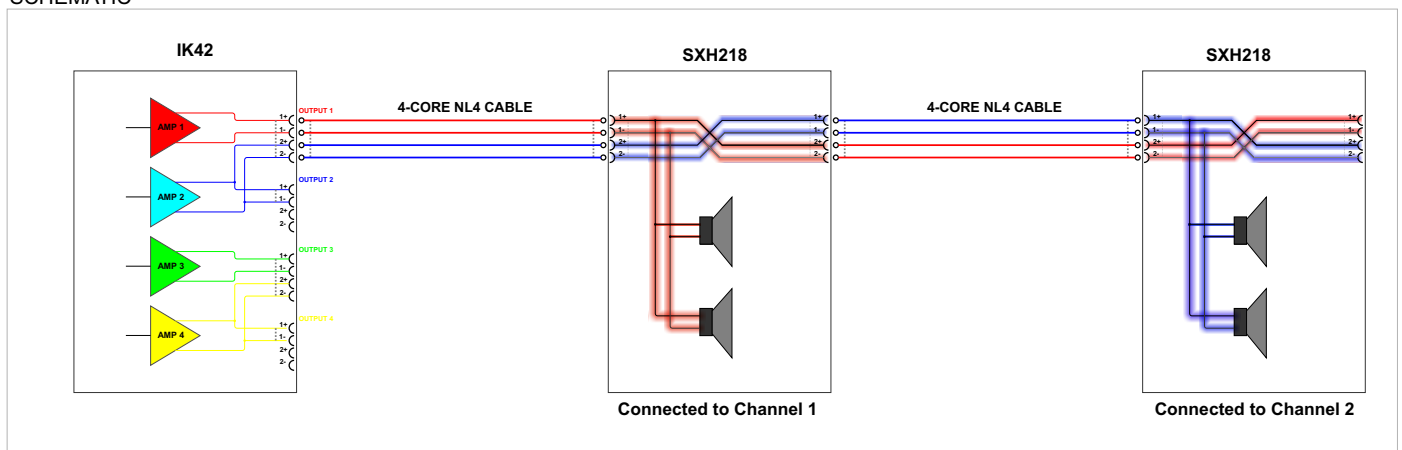 SCHEMATIC
IK42
SXH218
SXH218
OUTPUT 1
4-CORE NL4 CABLE
4-CORE NL4 CABLE
AMP 1
1+
1-
2+
2-
1+
1-
2+
2-
1+
1-
2+
2-
1+
1-
2+
2-
1+
1-
2+
2-
OUTPUT 2
AMP 2
1+
1-
2+
2-
OUTPUT 3
AMP 3
1+
1-
2+
2-
OUTPUT 4
AMP 4
1+
1-
2+
2-
Connected to Channel 1
Connected to Channel 2